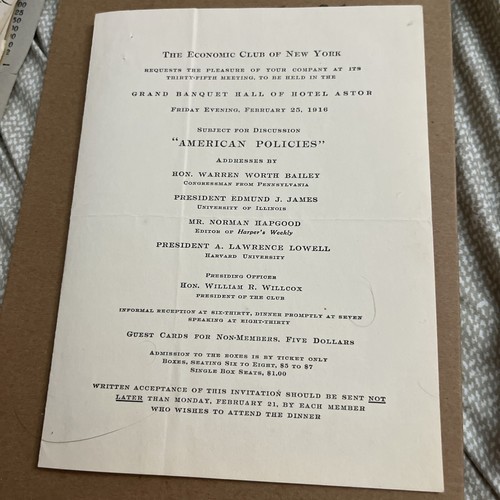 The Economic Club of New York
requests the pleasure of your company at its
thirty-fifth meeting, to be held in the
Grand Banquet Hall of Hotel Astor
Friday Evening, February 25, 1916
Subject for Discussion
"AMERICAN POLICIES"
Addresses by
HON. WARREN WORTH BAILEY
Congressman from Pennsylvania
PRESIDENT EDMUND J. JAMES
University of Illinois
MR. NORMAN HAPGOOD
Editor of Harper's Weekly
PRESIDENT A. LAWRENCE LOWELL
Harvard University
Presiding Officer
Hon. William R. Willcox
president of the club
informal reception at six-thirty, dinner promptly at seven
speaking at eight-thirty
Guest Cards for Non-Members, Five Dollars
Admission to the boxes is by ticket only
Boxes, Seating Six to Eight, $5 to $7
Single Box Seats, $1.00
WRITTEN ACCEPTANCE OF THIS INVITATION SHOULD BE SENT NOT
LATER THAN MONDAY, FEBRUARY 21, BY EACH MEMBER
WHO WISHES TO ATTEND THE DINNER